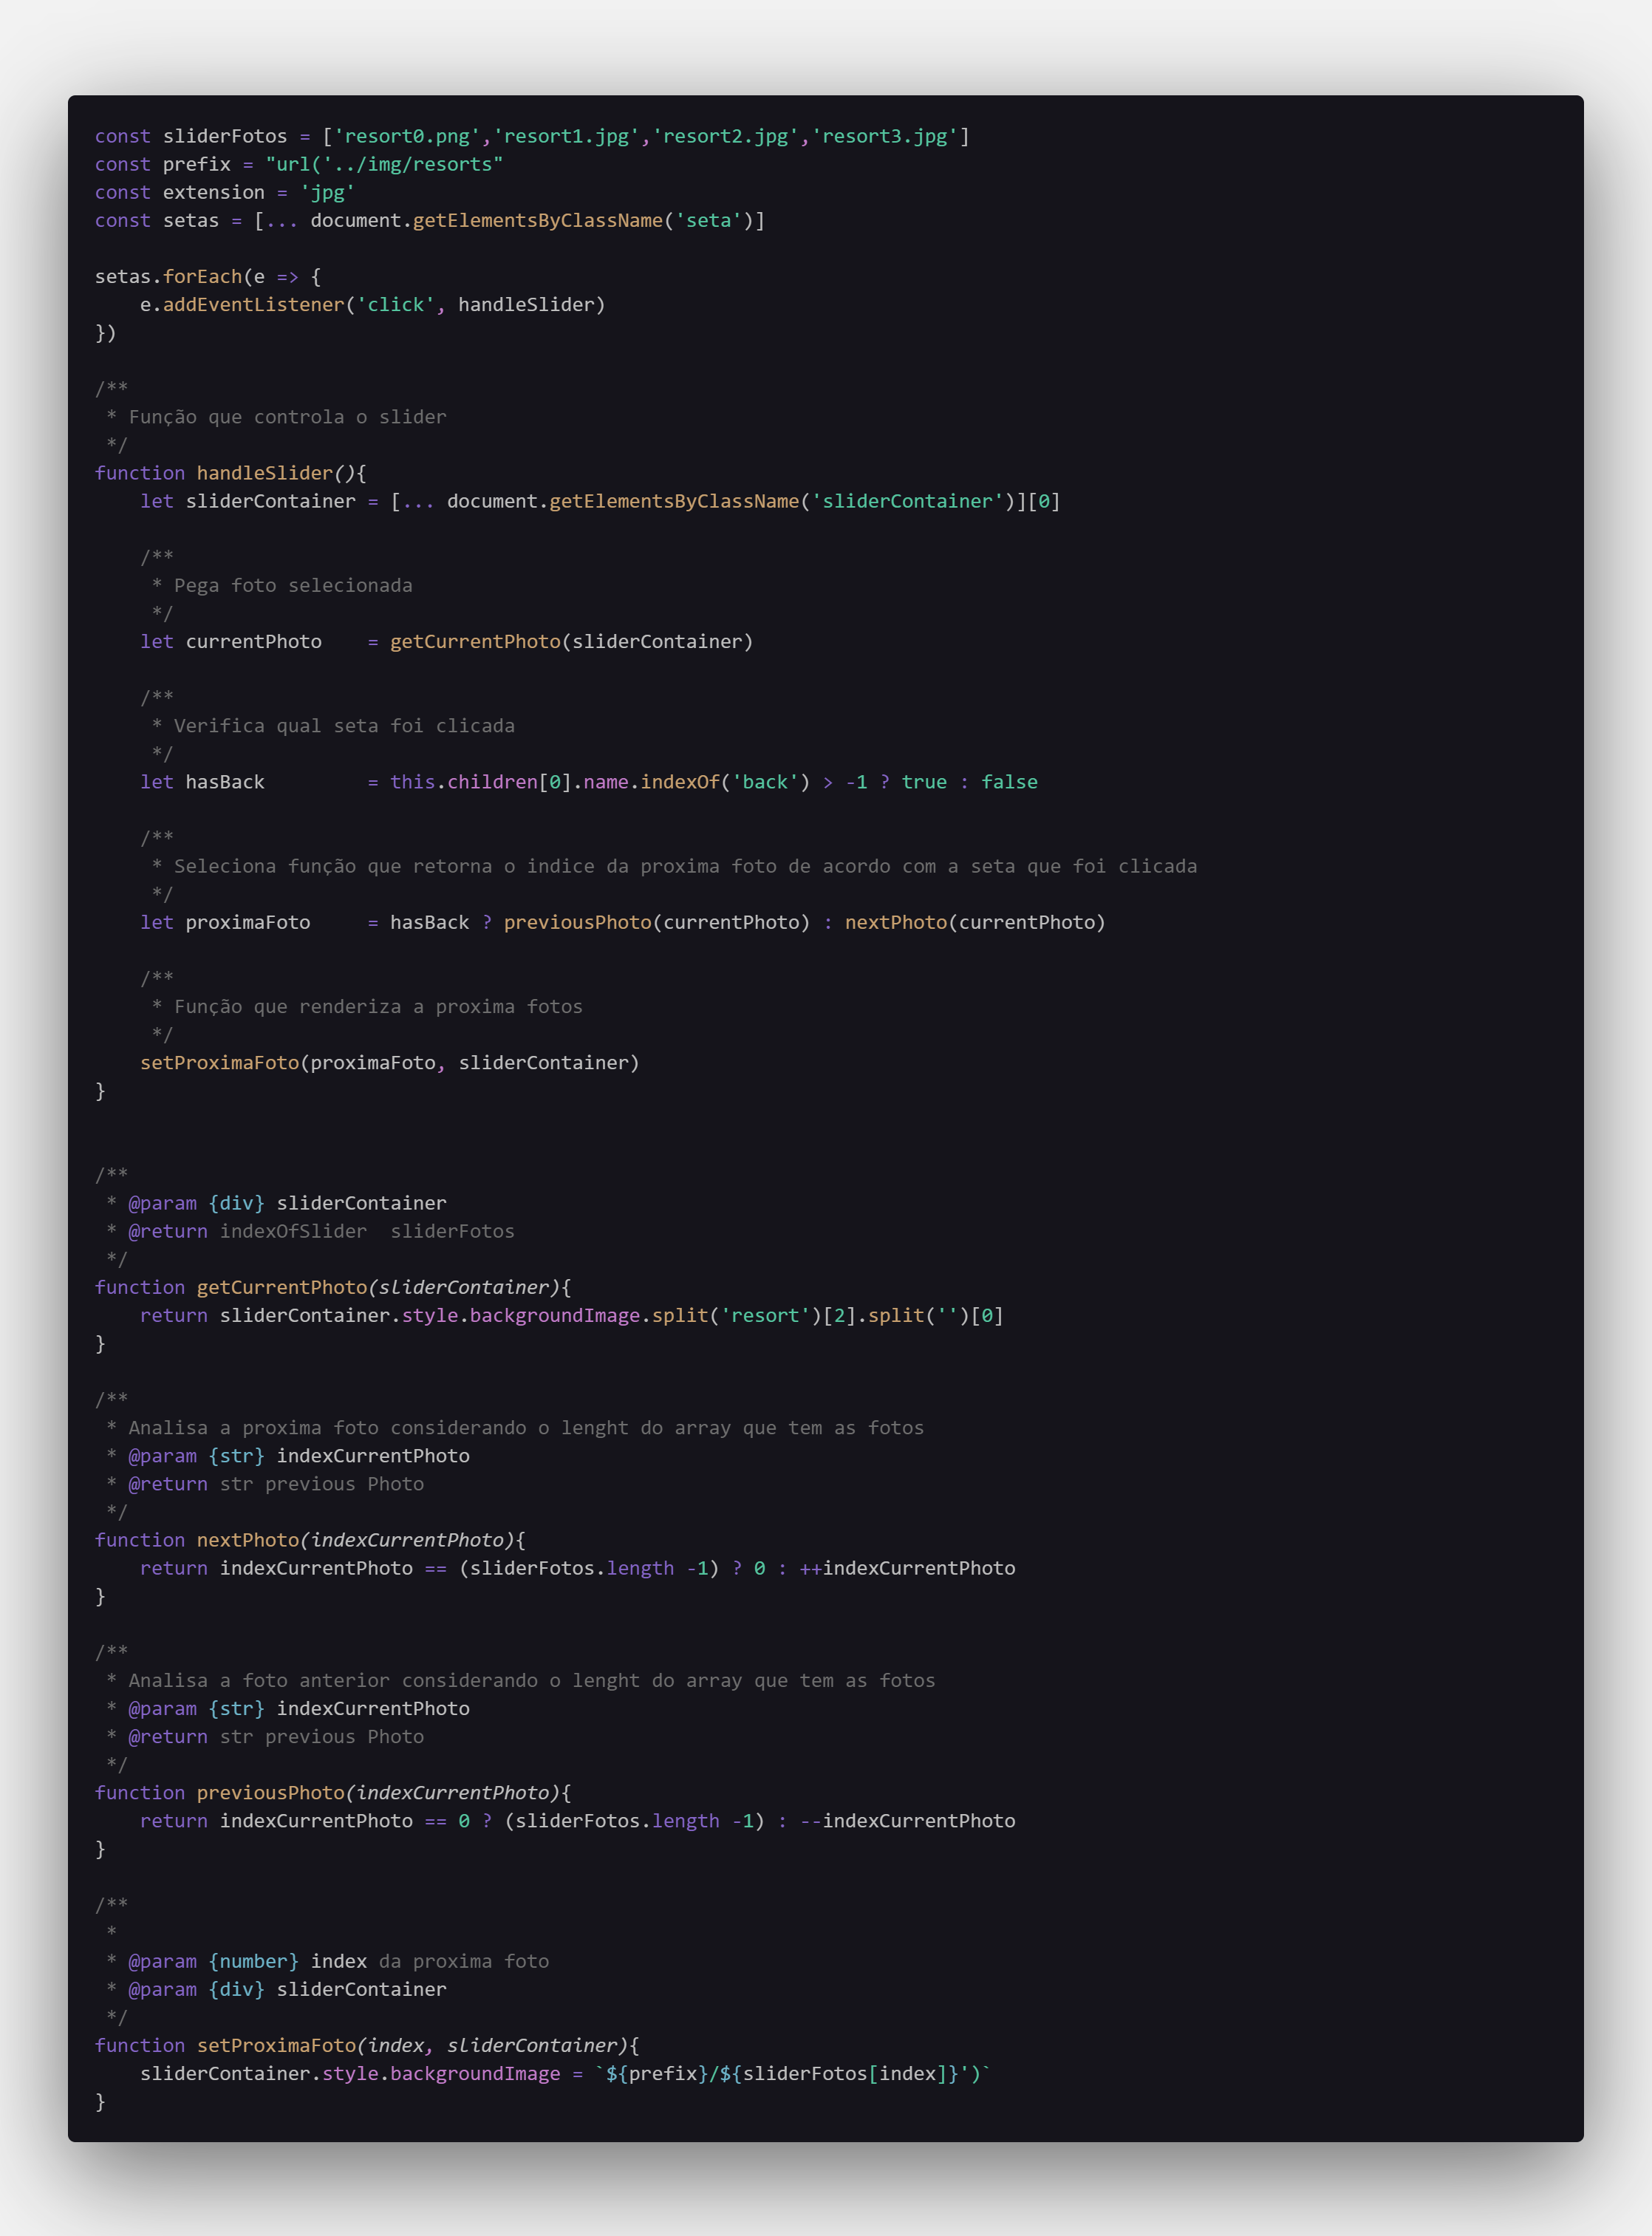 const sliderFotos = ['resort0.png','resort1.jpg','resort2.jpg','resort3.jpg']
const prefix = "url('../img/resorts"
const extension = 'jpg'
const setas = [... document.getElementsByClassName('seta')]

setas.forEach(e => {
    e.addEventListener('click', handleSlider)
})

/**
 * Função que controla o slider
 */
function handleSlider(){
    let sliderContainer = [... document.getElementsByClassName('sliderContainer')][0]

    /**
     * Pega foto selecionada
     */
    let currentPhoto    = getCurrentPhoto(sliderContainer)

    /**
     * Verifica qual seta foi clicada
     */
    let hasBack         = this.children[0].name.indexOf('back') > -1 ? true : false

    /**
     * Seleciona função que retorna o indice da proxima foto de acordo com a seta que foi clicada
     */
    let proximaFoto     = hasBack ? previousPhoto(currentPhoto) : nextPhoto(currentPhoto)

    /**
     * Função que renderiza a proxima fotos
     */
    setProximaFoto(proximaFoto, sliderContainer)
}


/**
 * @param {div} sliderContainer
 * @return indexOfSlider  sliderFotos
 */
function getCurrentPhoto(sliderContainer){
    return sliderContainer.style.backgroundImage.split('resort')[2].split('')[0]
}

/**
 * Analisa a proxima foto considerando o lenght do array que tem as fotos
 * @param {str} indexCurrentPhoto
 * @return str previous Photo
 */
function nextPhoto(indexCurrentPhoto){
    return indexCurrentPhoto == (sliderFotos.length -1) ? 0 : ++indexCurrentPhoto
}

/**
 * Analisa a foto anterior considerando o lenght do array que tem as fotos
 * @param {str} indexCurrentPhoto
 * @return str previous Photo
 */
function previousPhoto(indexCurrentPhoto){
    return indexCurrentPhoto == 0 ? (sliderFotos.length -1) : --indexCurrentPhoto
}

/**
 *
 * @param {number} index da proxima foto
 * @param {div} sliderContainer
 */
function setProximaFoto(index, sliderContainer){
    sliderContainer.style.backgroundImage = `${prefix}/${sliderFotos[index]}')`
}